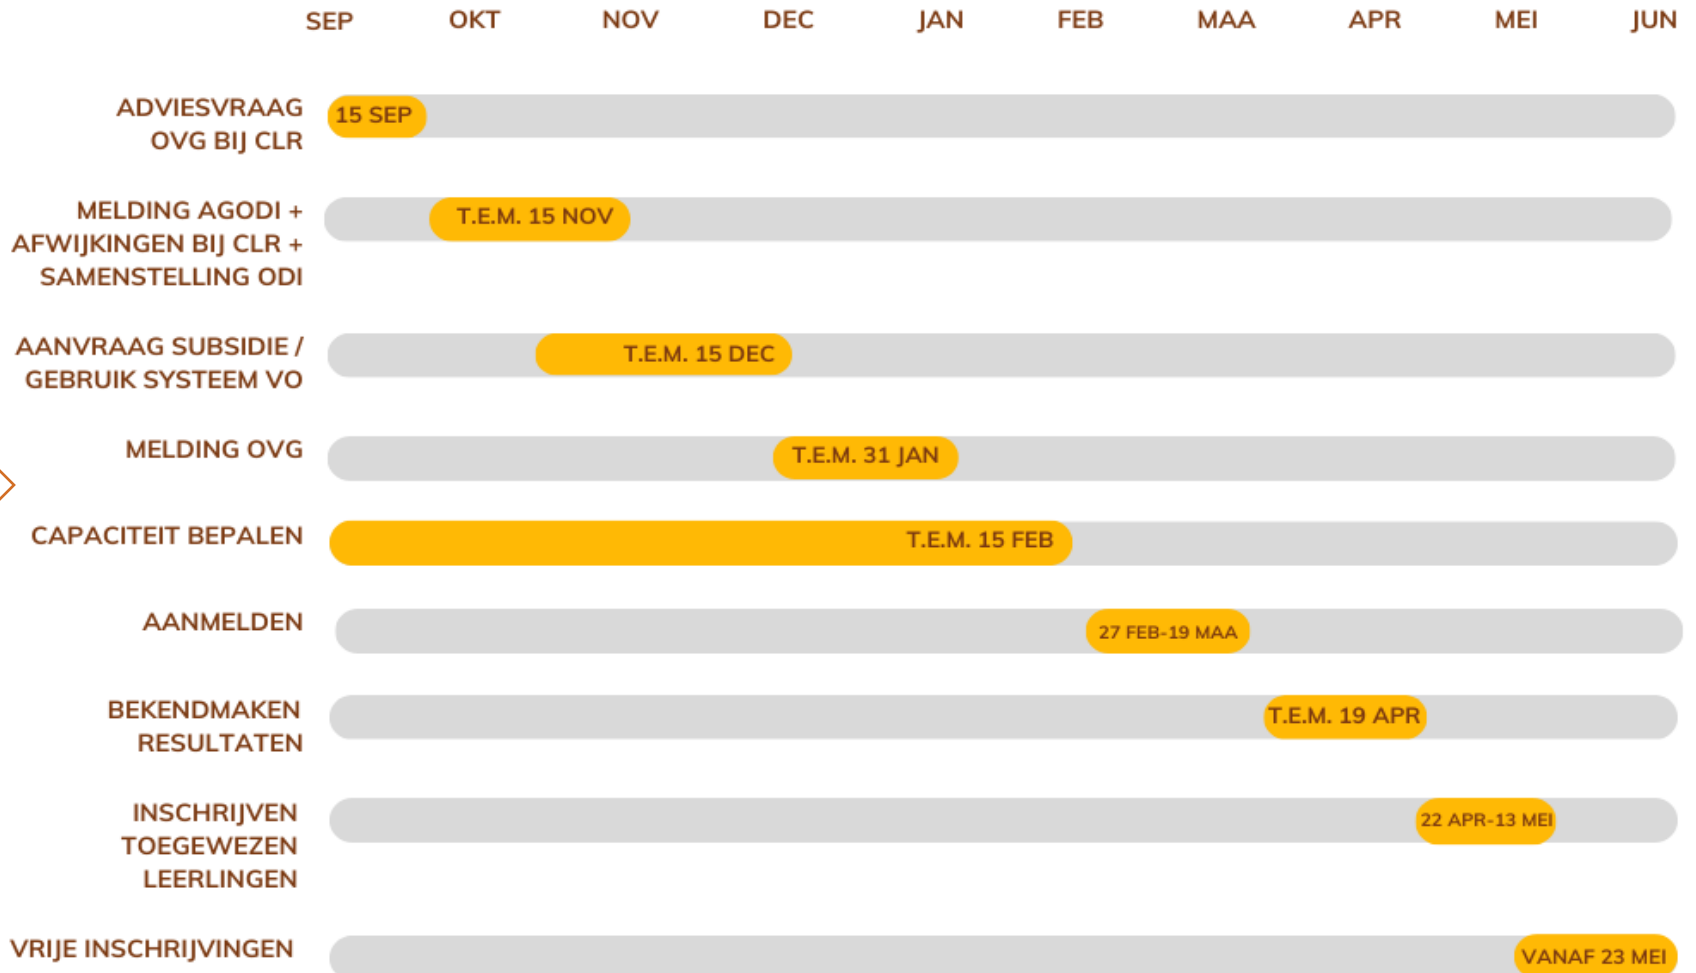 SEP OKT NOV DEC JAN FEB MAA APR MEI JUN
ADVIESVRAAG
OVG BIJ CLR
15 SEP
MELDING AGODI +
AFWIJKINGEN BIJ CLR +
SAMENSTELLING ODI
T.E.M. 15 NOV
AANVRAAG SUBSIDIE /
GEBRUIK SYSTEEM VO
T.E.M. 15 DEC
MELDING OVG
T.E.M. 31 JAN
CAPACITEIT BEPALEN
T.E.M. 15 FEB
AANMELDEN
27 FEB-19 MAA
BEKENDMAKEN
RESULTATEN
T.E.M. 19 APR
INSCHRIJVEN
TOEGEWEZEN
LEERLINGEN
22 APR-13 MEI
VRIJE INSCHRIJVINGEN
VANAF 23 MEI